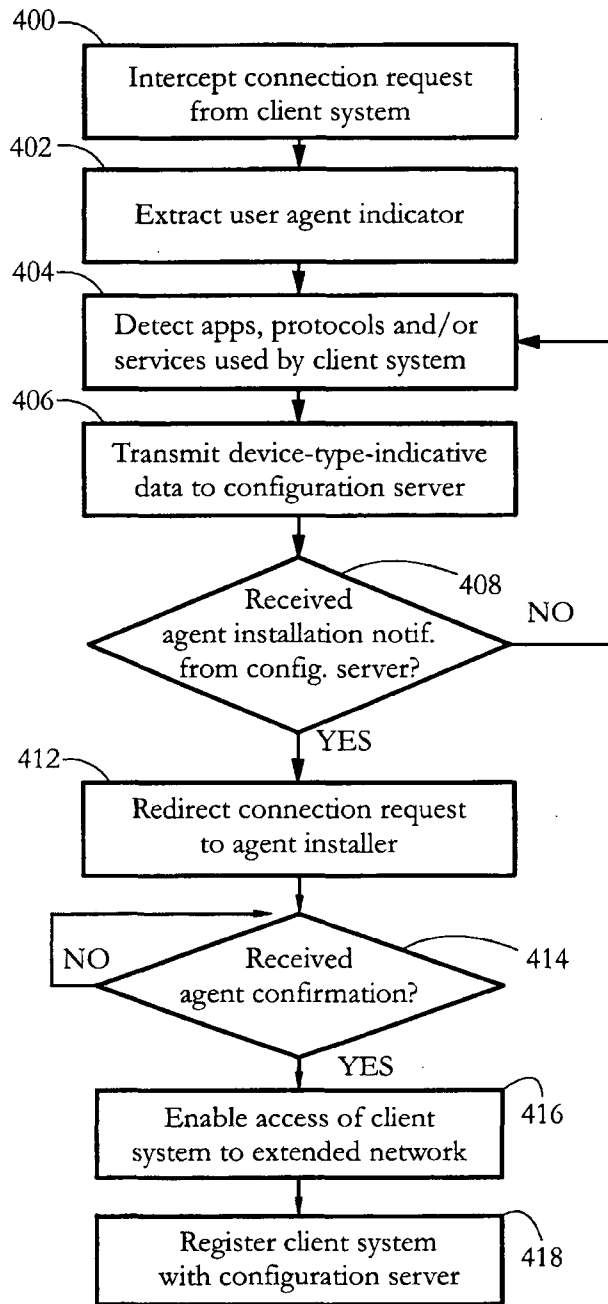 400
Intercept connection request
from client system
402
Extract user agent indicator
404
Detect apps, protocols and/or
services used by client system
406
Transmit device-type-indicative
data to configuration server
408
Received
agent installation notif.
from config. server?
NO
YES
412
Redirect connection request
to agent installer
414
Received
agent confirmation?
NO
YES
416
Enable access of client
system to extended network
418
Register client system
with configuration server